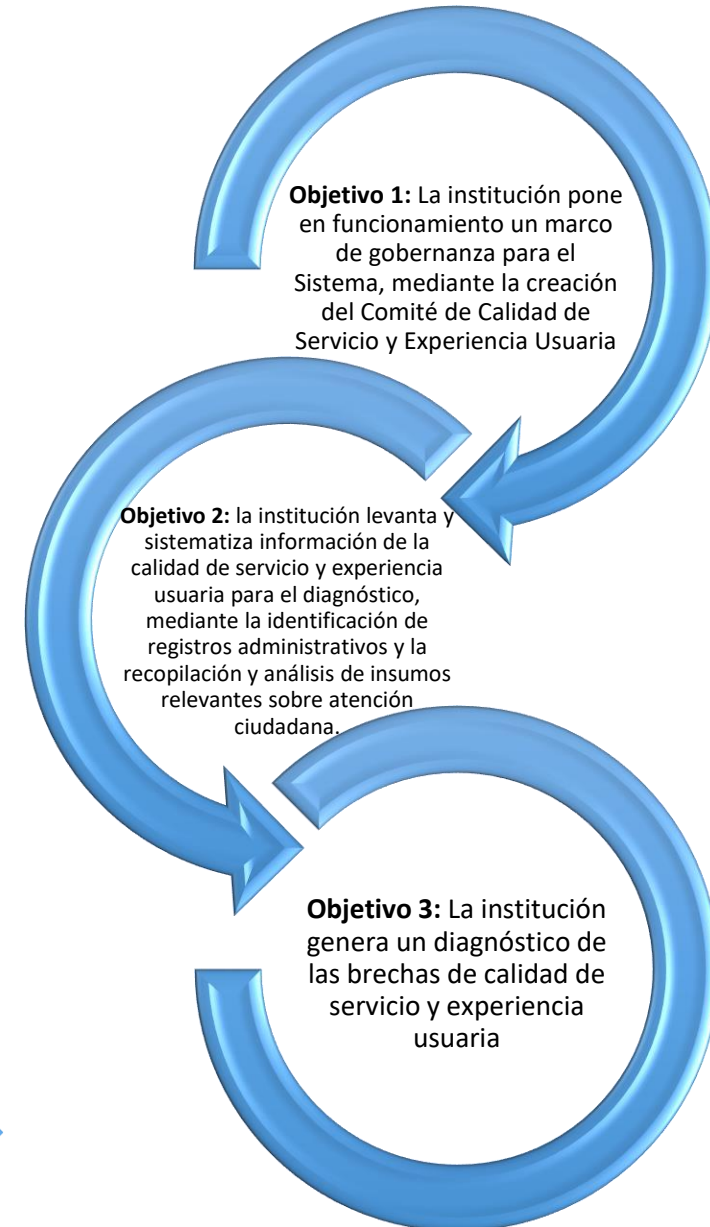 Objetivo 1: La institución pone
en funcionamiento un marco
de gobernanza para el
Sistema, mediante la creación
del Comité de Calidad de
Servicio y Experiencia Usuaria
Objetivo 2: la institución levanta y
sistematiza información de la
calidad de servicio y experiencia
usuaria para el diagnóstico,
mediante la identificación de
registros administrativos y la
recopilación y análisis de insumos
relevantes sobre atención
ciudadana.
Objetivo 3: La institución
genera un diagnóstico de
las brechas de calidad de
servicio y experiencia
usuaria